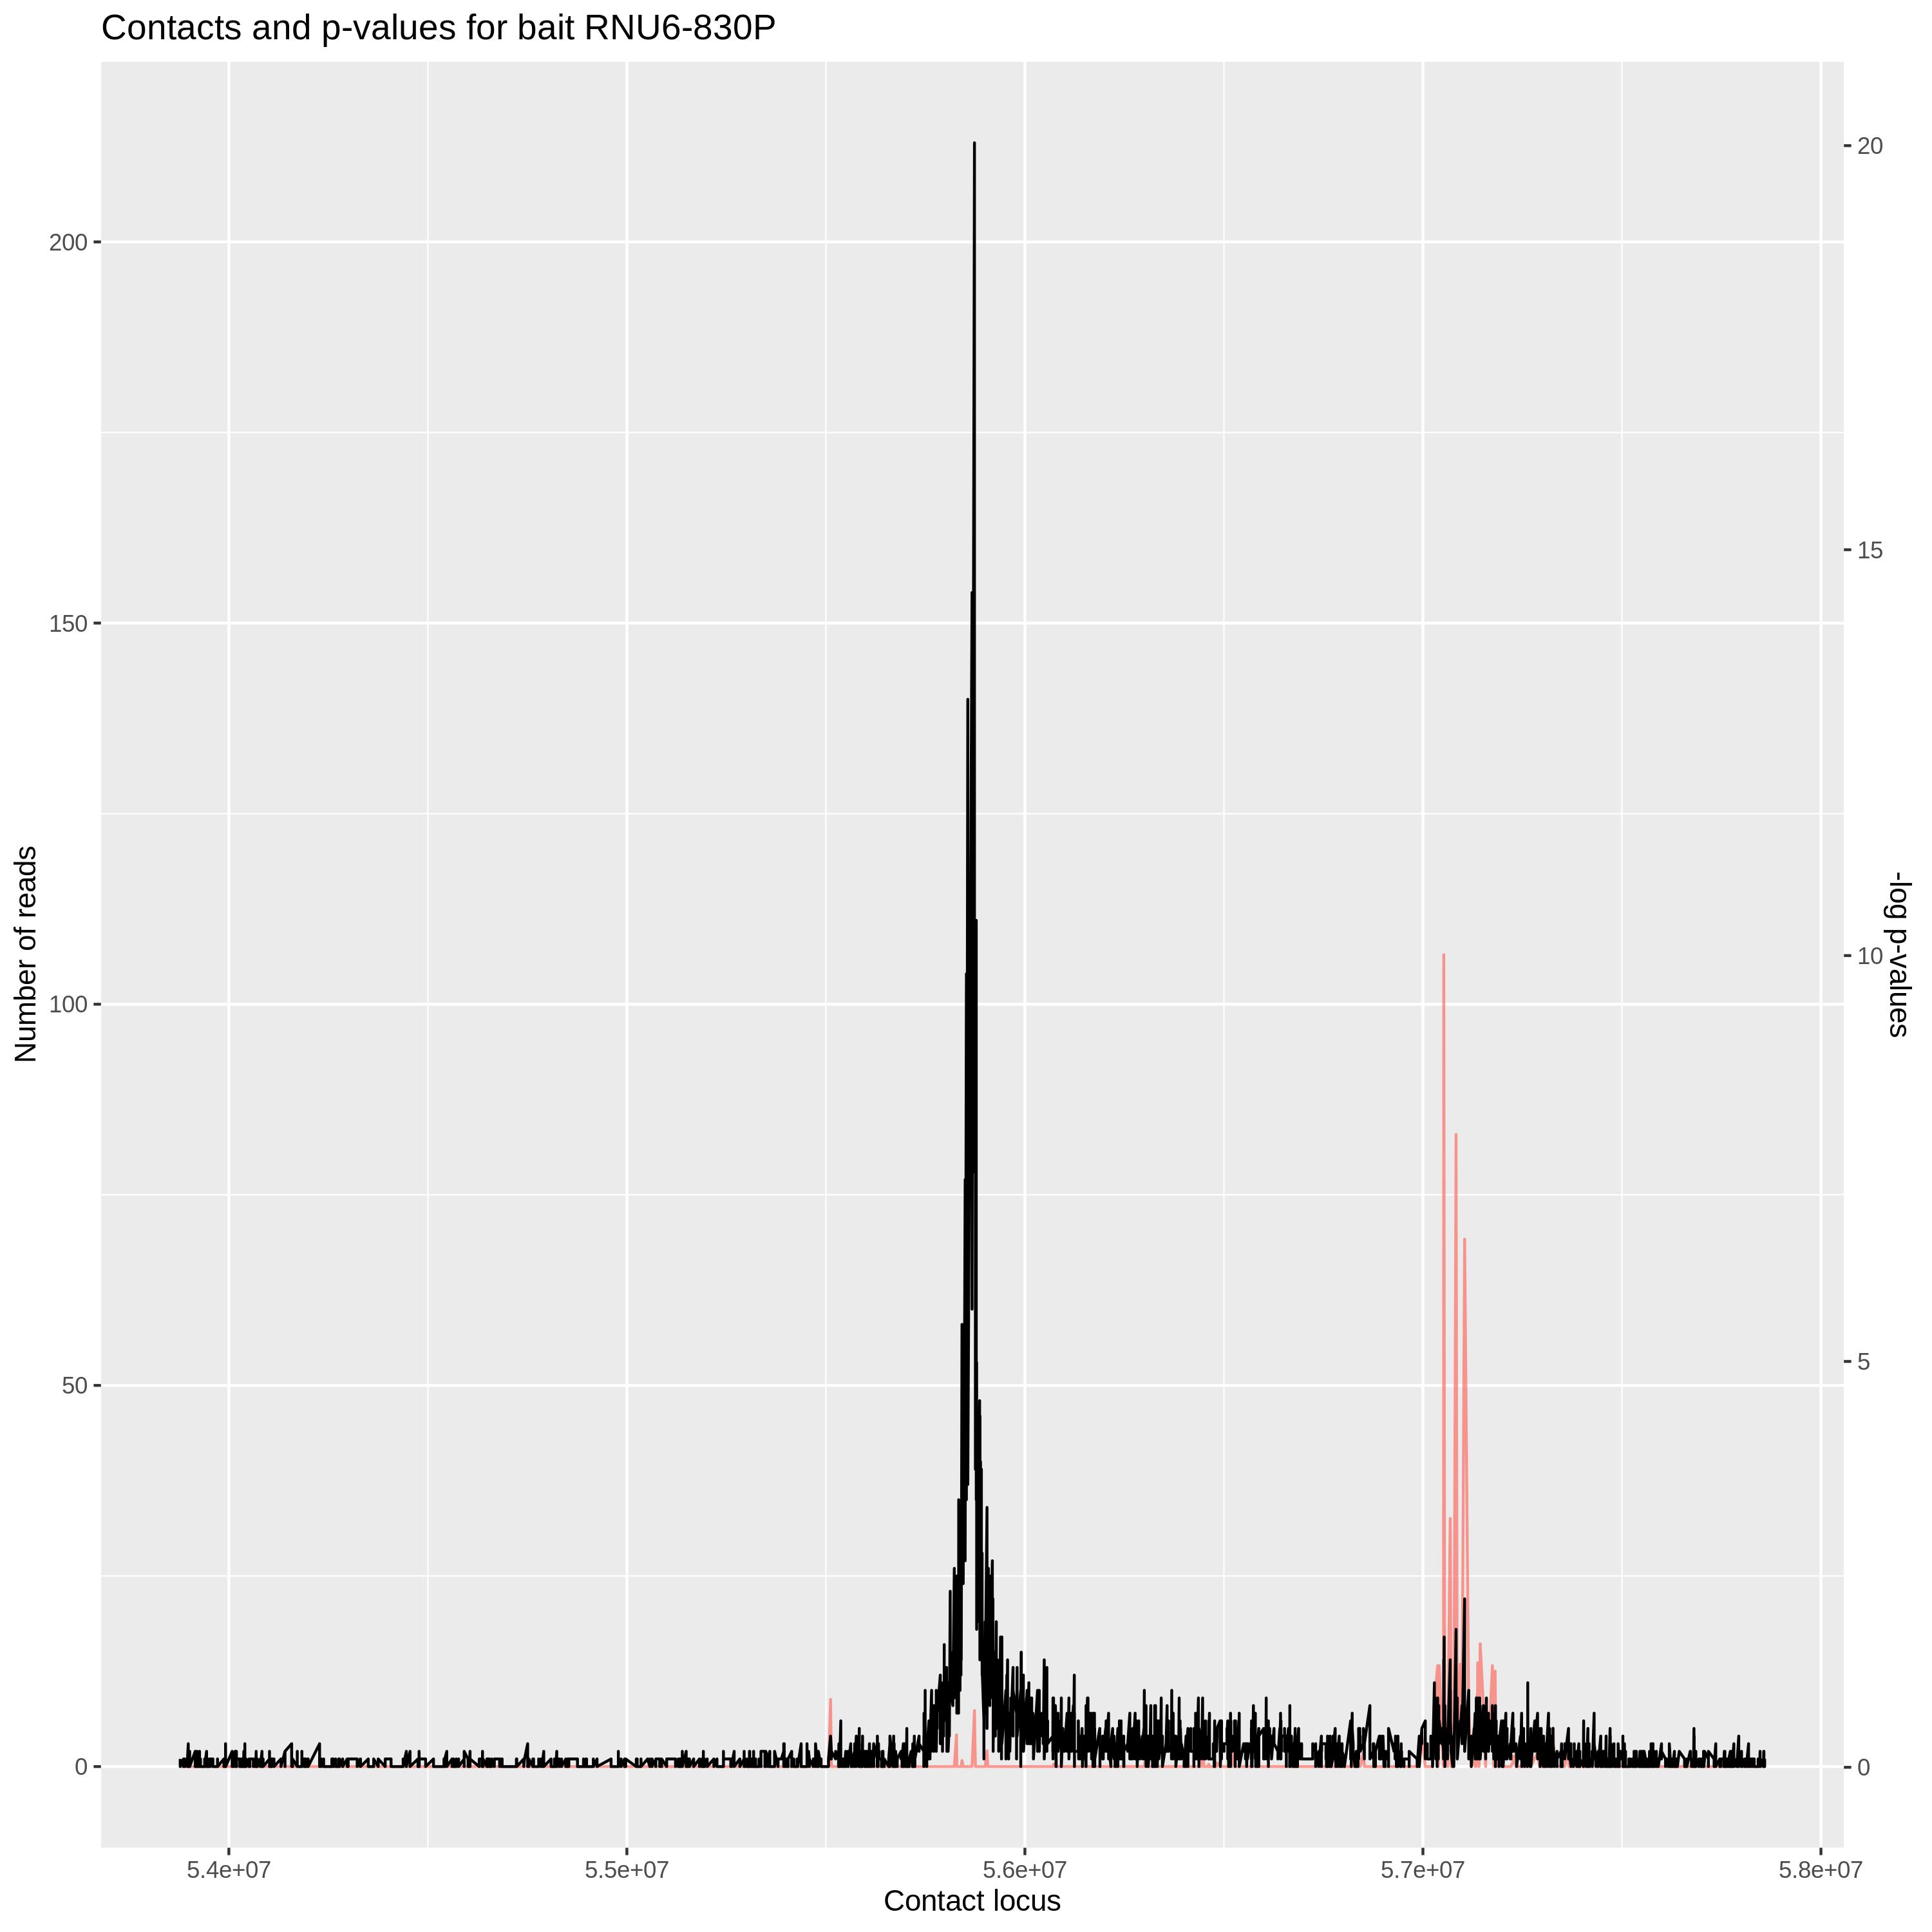 Contacts and p-values for bait RNU6-830P
200
150
100
50
0
20
15
10
5
0
Number of reads
-log p-values
5.4e+07
5.5e+07
5.6e+07
5.7e+07
5.8e+07
Contact locus